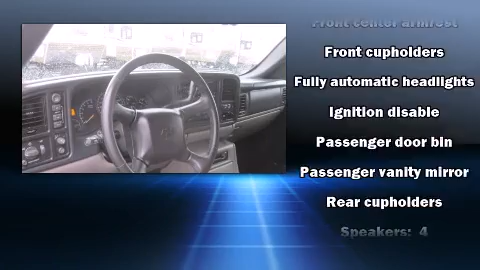 Front center armrest
Front cupholders
Fully automatic headlights
Ignition disable
Passenger door bin
Passenger vanity mirror
Rear cupholders
Speakers: 4